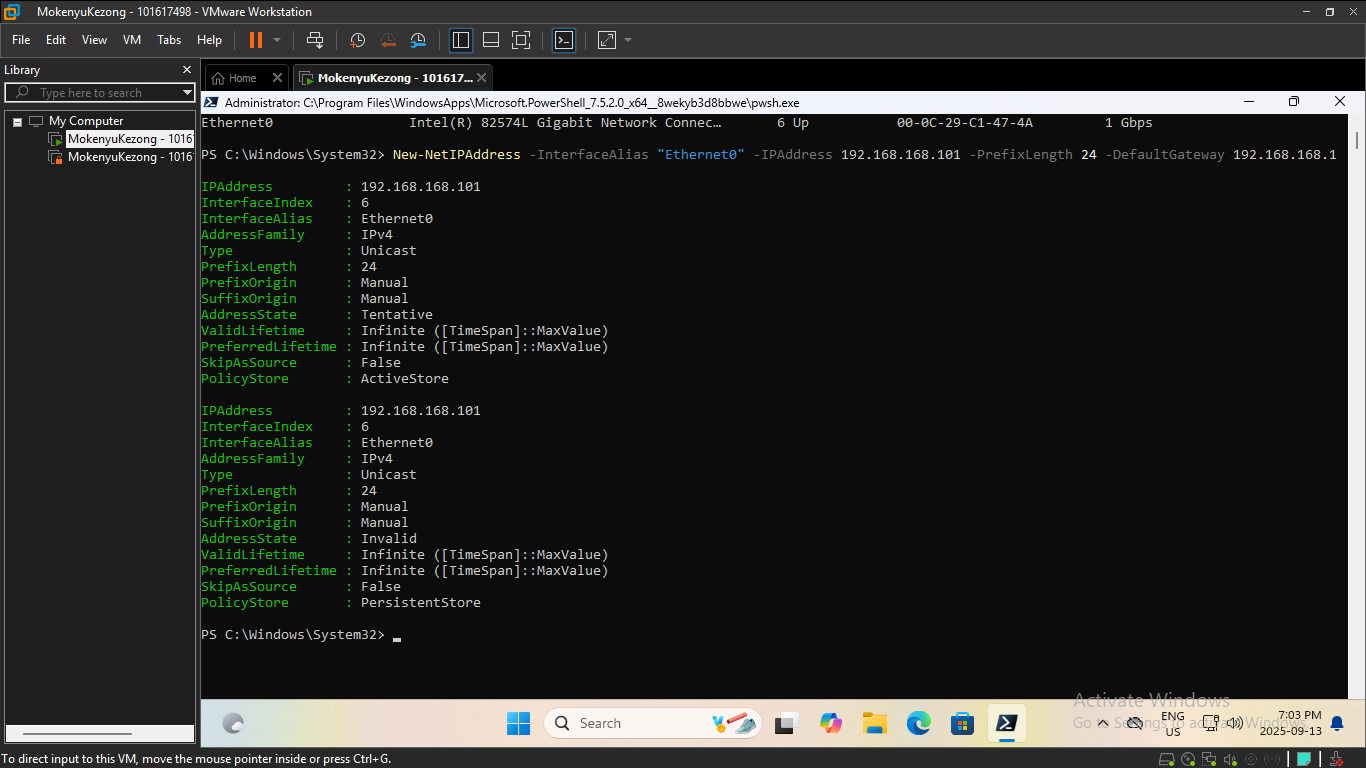 MokenyuKezong - 101617498 - VMware Workstation
File Edit View VM Tabs Help
Library
Type here to search
My Computer
MokenyuKezong - 1016
MokenyuKezong - 1016
Home
MokenyuKezong - 101617...
Administrator: C:\Program Files\WindowsApps\Microsoft.PowerShell_7.5.2.0_x64__8wekyb3d8bbwe\pwsh.exe
Ethernet0 Intel(R) 82574L Gigabit Network Connec… 6 Up 00-0C-29-C1-47-4A 1 Gbps
PS C:\Windows\System32> New-NetIPAddress -InterfaceAlias "Ethernet0" -IPAddress 192.168.168.101 -PrefixLength 24 -DefaultGateway 192.168.168.1
IPAddress : 192.168.168.101
InterfaceIndex : 6
InterfaceAlias : Ethernet0
AddressFamily : IPv4
Type : Unicast
PrefixLength : 24
PrefixOrigin : Manual
SuffixOrigin : Manual
AddressState : Tentative
ValidLifetime : Infinite ([TimeSpan]::MaxValue)
PreferredLifetime : Infinite ([TimeSpan]::MaxValue)
SkipAsSource : False
PolicyStore : ActiveStore
IPAddress : 192.168.168.101
InterfaceIndex : 6
InterfaceAlias : Ethernet0
AddressFamily : IPv4
Type : Unicast
PrefixLength : 24
PrefixOrigin : Manual
SuffixOrigin : Manual
AddressState : Invalid
ValidLifetime : Infinite ([TimeSpan]::MaxValue)
PreferredLifetime : Infinite ([TimeSpan]::MaxValue)
SkipAsSource : False
PolicyStore : PersistentStore
PS C:\Windows\System32>
Activate Windows
Go to Settings to activate Windows.
Search
ENG
US
7:03 PM
2025-09-13
To direct input to this VM, move the mouse pointer inside or press Ctrl+G.